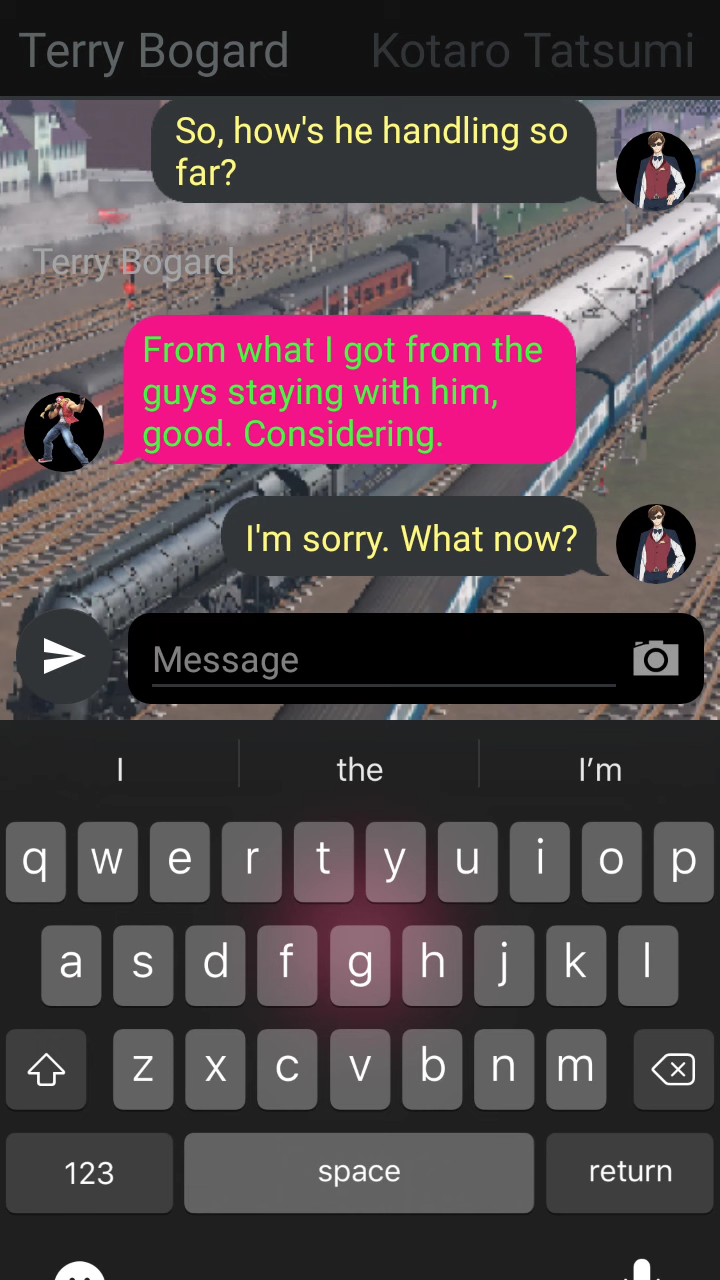 Terry Bogard Kotaro Tatsumi
So, how's he handling so
far?
Terry Bogard
From what I got from the
guys staying with him,
good. Considering.
I'm sorry. What now?
Message
I the I'm
q w e r t y u i o p
a s d f g h j k l
z x c v b n m
123 space return